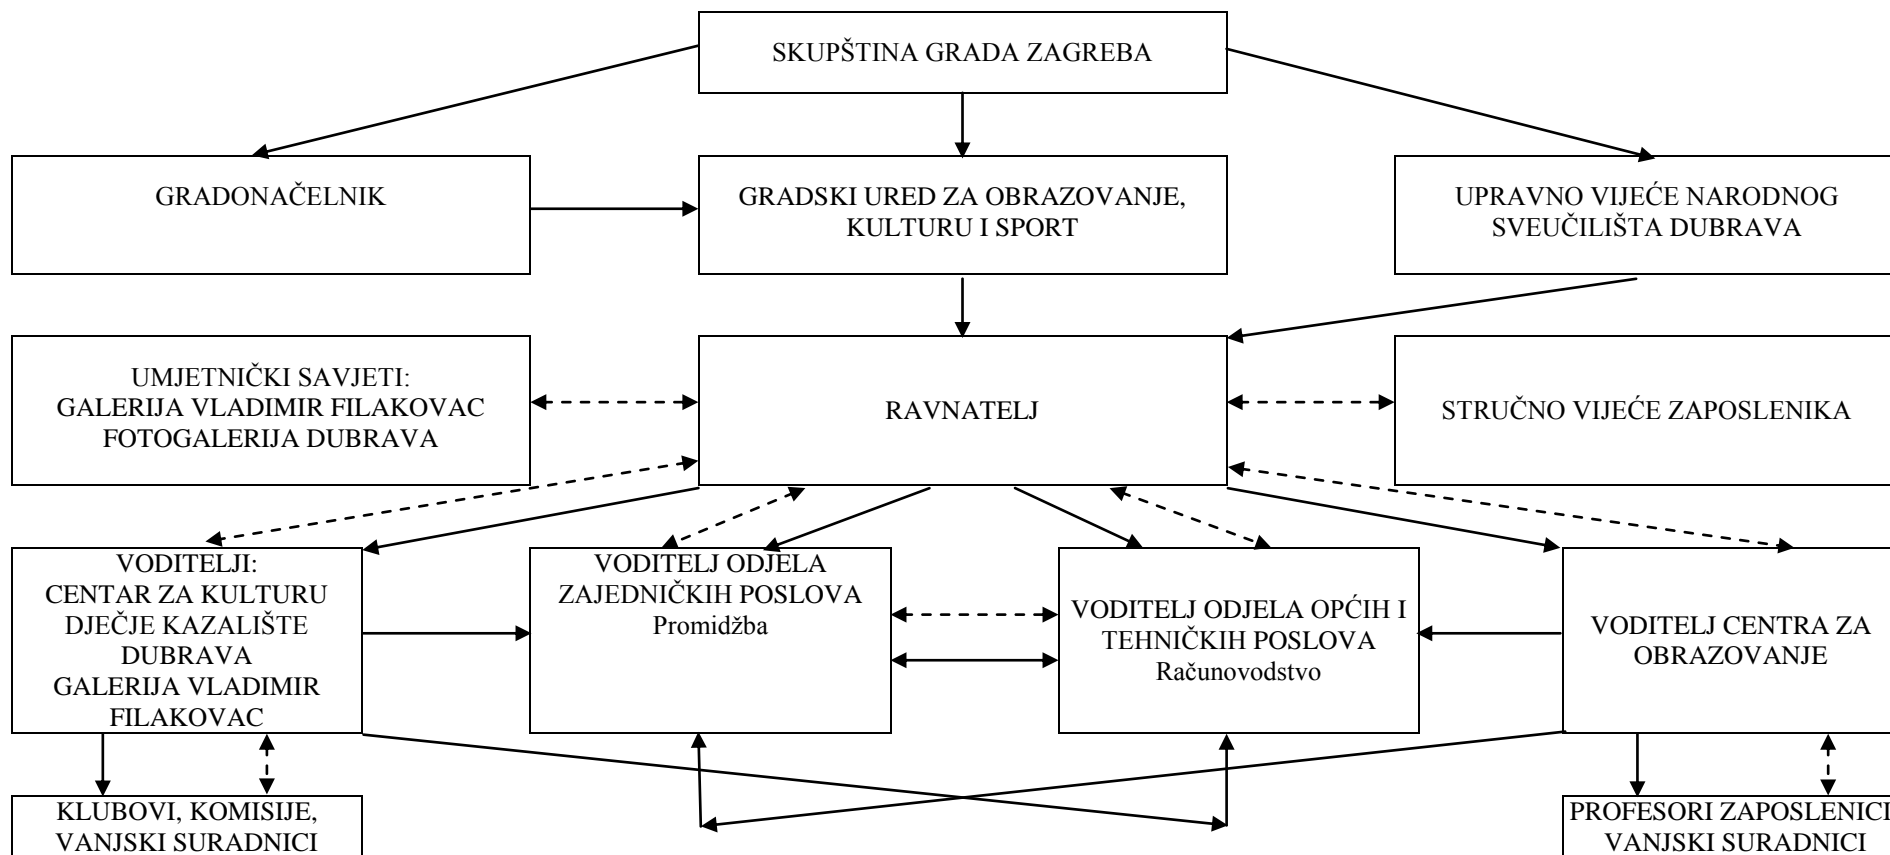 SKUPŠTINA GRADA ZAGREBA
GRADONAČELNIK
GRADSKI URED ZA OBRAZOVANJE,
KULTURU I SPORT
UPRAVNO VIJEĆE NARODNOG
SVEUČILIŠTA DUBRAVA
UMJETNIČKI SAVJETI:
GALERIJA VLADIMIR FILAKOVAC
FOTOGALERIJA DUBRAVA
RAVNATELJ
STRUČNO VIJEĆE ZAPOSLENIKA
VODITELJI:
CENTAR ZA KULTURU
DJEČJE KAZALIŠTE
DUBRAVA
GALERIJA VLADIMIR
FILAKOVAC
VODITELJ ODJELA
ZAJEDNIČKIH POSLOVA
Promidžba
VODITELJ ODJELA OPĆIH I
TEHNIČKIH POSLOVA
Računovodstvo
VODITELJ CENTRA ZA
OBRAZOVANJE
KLUBOVI, KOMISIJE,
VANJSKI SURADNICI
PROFESORI ZAPOSLENICI
VANJSKI SURADNICI